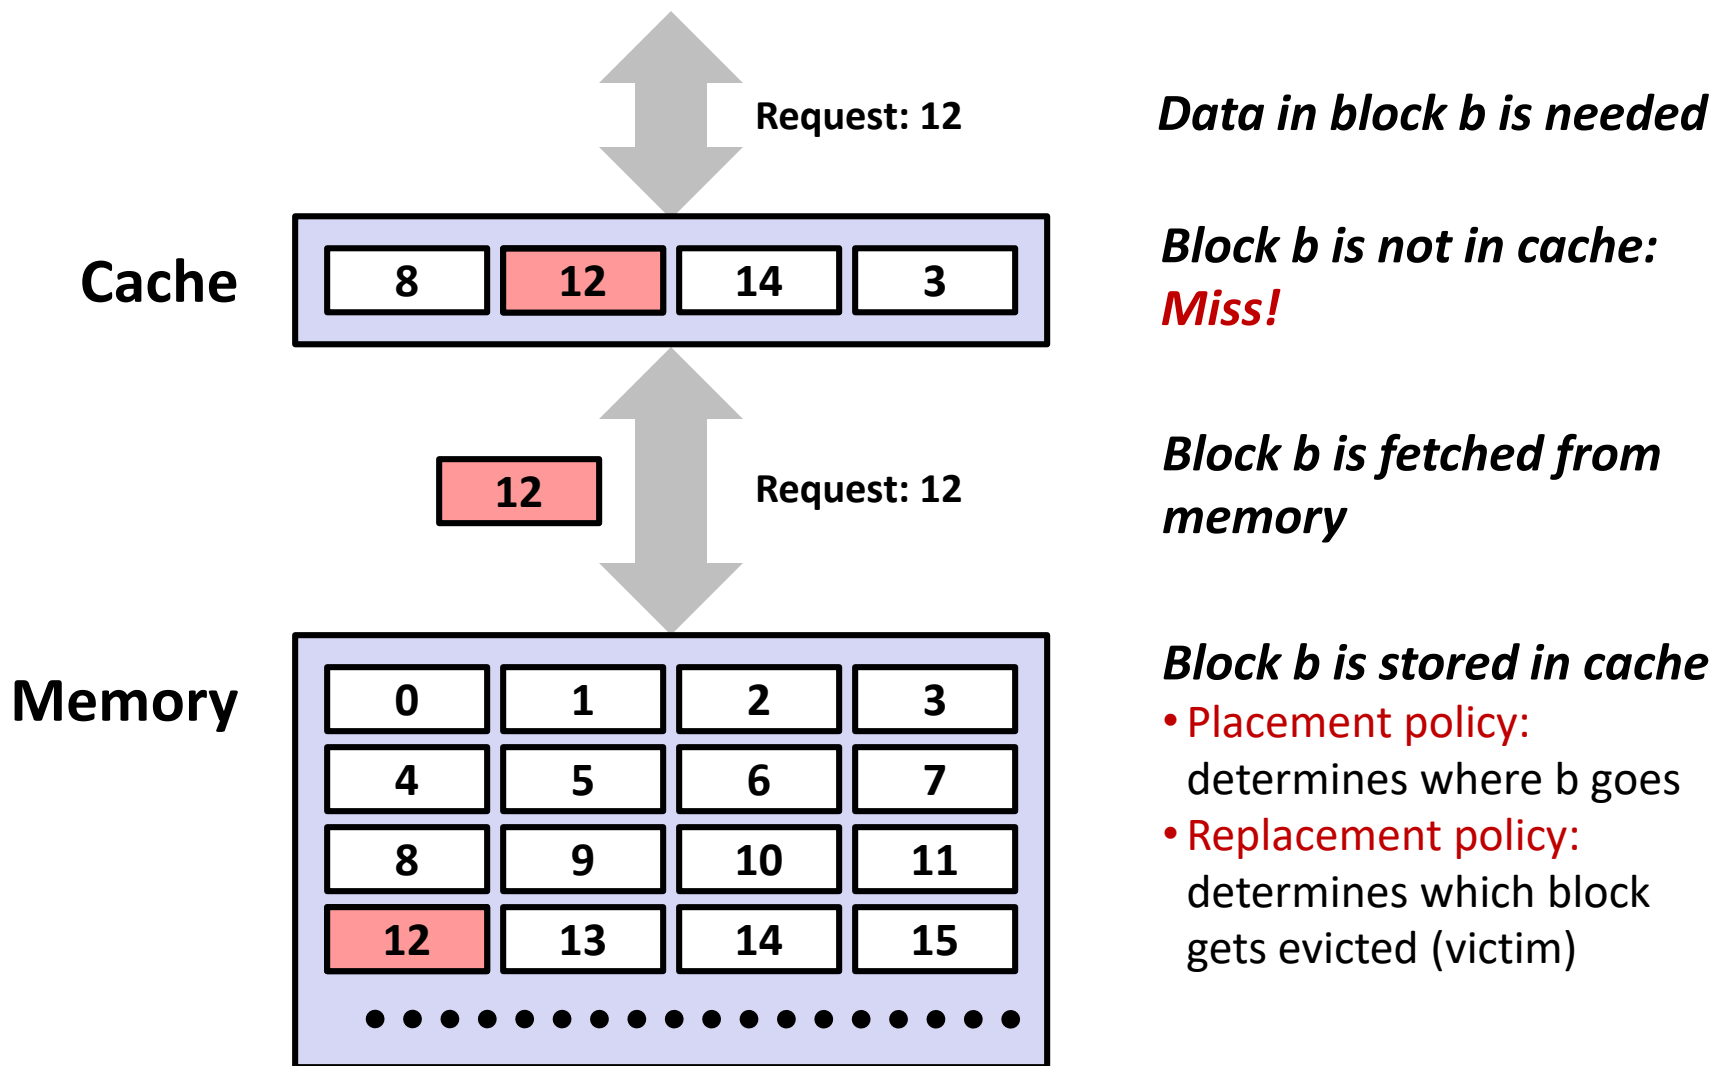 Request: 12
Data in block b is needed
Cache
8 12 14 3
Block b is not in cache:
Miss!
12
Request: 12
Block b is fetched from
memory
Memory
0 1 2 3
4 5 6 7
8 9 10 11
12 13 14 15
Block b is stored in cache
• Placement policy:
determines where b goes
• Replacement policy:
determines which block
gets evicted (victim)